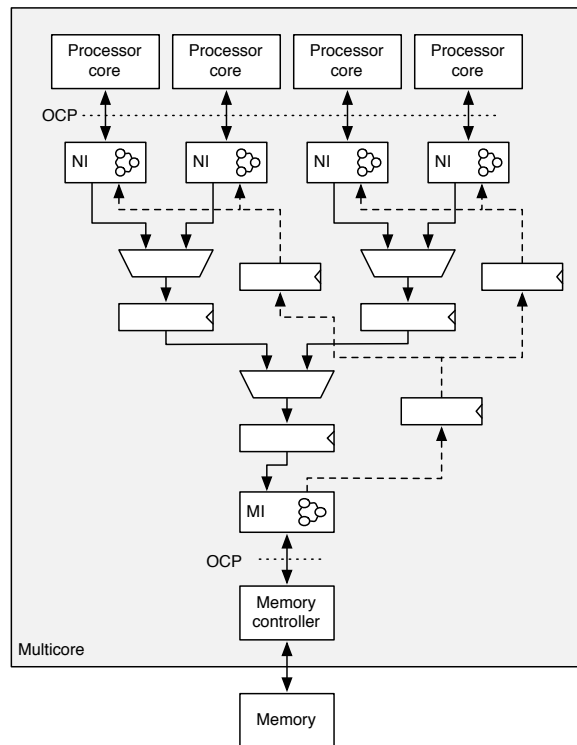 Processor
core
Processor
core
Processor
core
Processor
core
OCP
NI
NI
NI
NI
MI
OCP
Memory
controller
Multicore
Memory